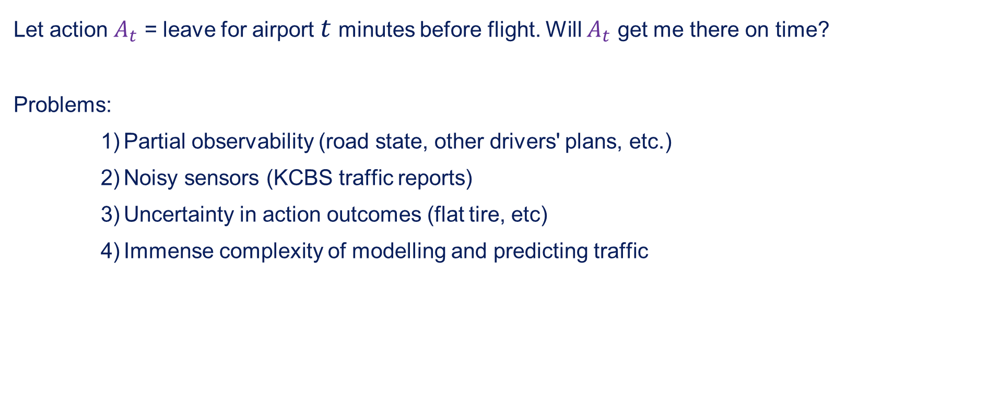 Let action Aₜ = leave for airport t minutes before flight. Will Aₜ get me there on time?
Problems:
1) Partial observability (road state, other drivers' plans, etc.)
2) Noisy sensors (KCBS traffic reports)
3) Uncertainty in action outcomes (flat tire, etc)
4) Immense complexity of modelling and predicting traffic